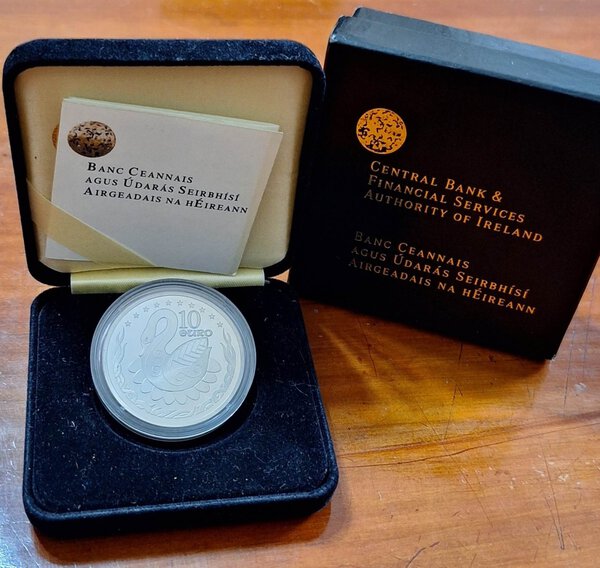 Banc Ceannais
agus Údarás Seirbhísí
Airgeadais na hÉireann
10
euro
Central Bank &
Financial Services
Authority of Ireland
Banc Ceannais
agus Údarás Seirbhísí
Airgeadais na hÉireann